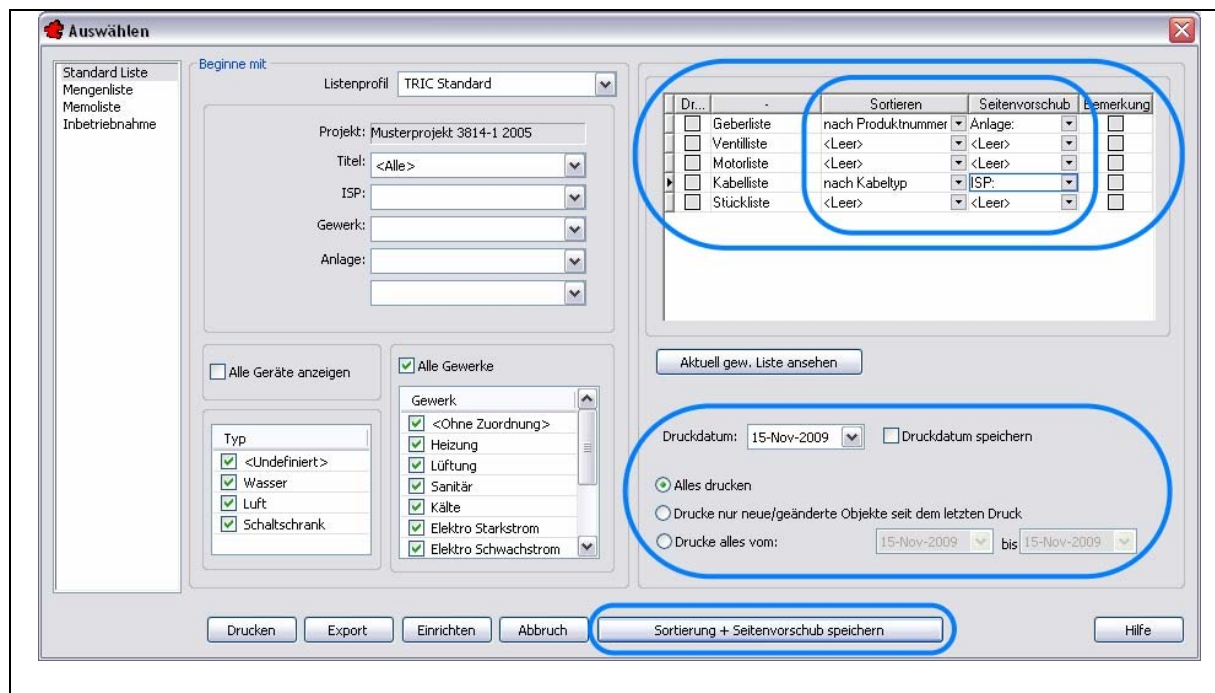 Auswählen
Standard Liste
Mengenliste
Memoliste
Inbetriebnahme
Beginne mit
Listenprofil TRIC Standard
Projekt: Musterprojekt 3814-1 2005
Titel: <Alle>
ISP:
Gewerk:
Anlage:
Alle Geräte anzeigen
Typ
<Undefiniert>
Wasser
Luft
Schaltschrank
Alle Gewerke
Gewerk
<Ohne Zuordnung>
Heizung
Lüftung
Sanitär
Kälte
Elektro Starkstrom
Elektro Schwachstrom
Dr... - Sortieren Seitenvorschub Bemerkung
Geberliste nach Produktnummer Anlage:
Ventilliste <Leer> <Leer>
Motorliste <Leer> <Leer>
Kabelliste nach Kabeltyp ISP:
Stückliste <Leer> <Leer>
Aktuell gew. Liste ansehen
Druckdatum: 15-Nov-2009 Druckdatum speichern
Alles drucken
Drucke nur neue/geänderte Objekte seit dem letzten Druck
Drucke alles vom: 15-Nov-2009 bis 15-Nov-2009
Drucken Export Einrichten Abbruch Sortierung + Seitenvorschub speichern Hilfe